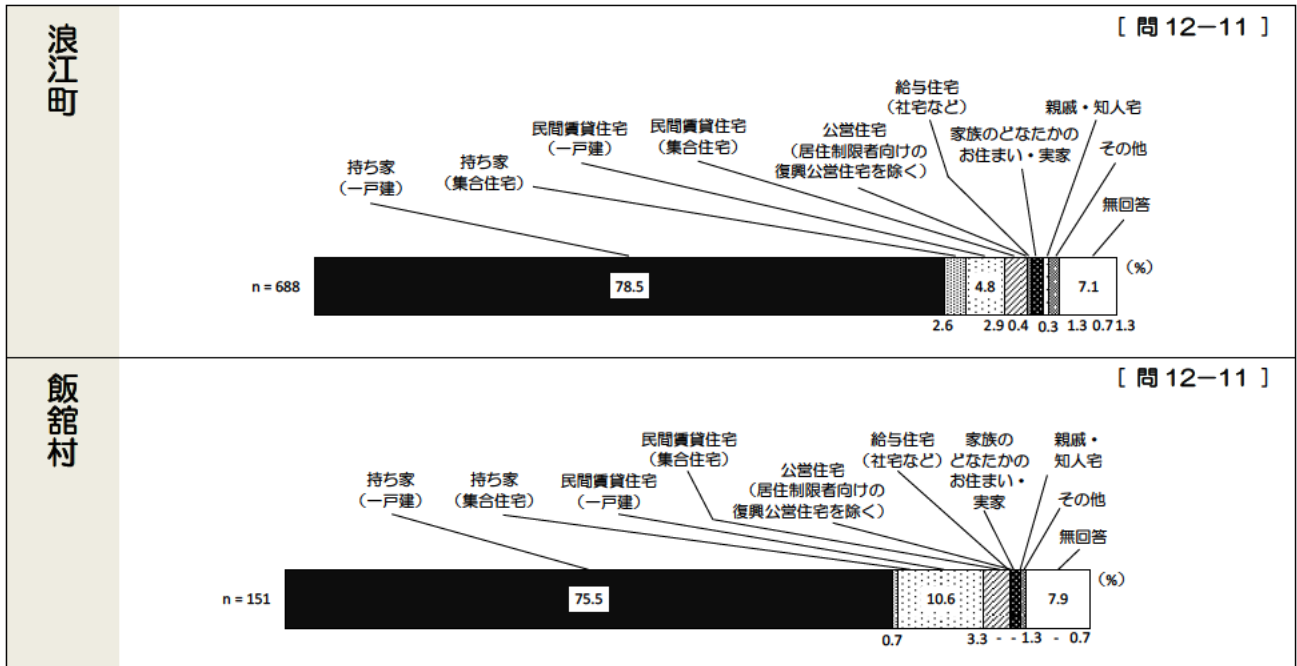 浪江町
[ 問12－11 ]
給与住宅
（社宅など）
親戚・知人宅
民間賃貸住宅
（一戸建）
民間賃貸住宅
（集合住宅）
公営住宅
（居住制限者向けの
復興公営住宅を除く）
家族のどなたかの
お住まい・実家
その他
持ち家
（一戸建）
持ち家
（集合住宅）
無回答
(%)
n = 688
78.5
4.8
7.1
2.6 2.9 0.4 0.3 1.3 0.7 1.3
飯舘村
[ 問12－11 ]
民間賃貸住宅
（集合住宅）
給与住宅
（社宅など）
家族の
どなたかの
お住まい・
実家
親戚・
知人宅
持ち家
（一戸建）
持ち家
（集合住宅）
民間賃貸住宅
（一戸建）
公営住宅
（居住制限者向けの
復興公営住宅を除く）
その他
無回答
(%)
n = 151
75.5
10.6
7.9
0.7 3.3 - - 1.3 - 0.7